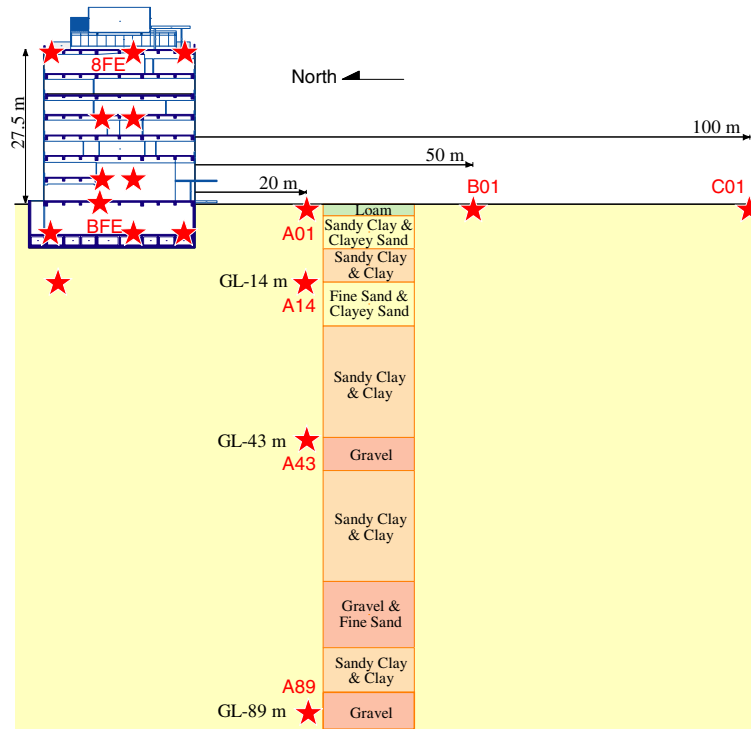 8FE
North
27.5 m
100 m
50 m
20 m
B01
C01
BFE
A01
Loam
Sandy Clay &
Clayey Sand
Sandy Clay
& Clay
GL-14 m
A14
Fine Sand &
Clayey Sand
Sandy Clay
& Clay
GL-43 m
A43
Gravel
Sandy Clay
& Clay
Gravel &
Fine Sand
Sandy Clay
& Clay
A89
GL-89 m
Gravel